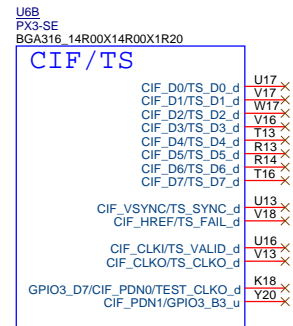 U6B
PX3-SE
BGA316_14R00X14R00X1R20
CIF/TS
CIF_D0/TS_D0_d U17
CIF_D1/TS_D1_d V17
CIF_D2/TS_D2_d W17
CIF_D3/TS_D3_d V16
CIF_D4/TS_D4_d T13
CIF_D5/TS_D5_d R13
CIF_D6/TS_D6_d R14
CIF_D7/TS_D7_d T16
CIF_VSYNC/TS_SYNC_d U13
CIF_HREF/TS_FAIL_d V18
CIF_CLKI/TS_VALID_d U16
CIF_CLKO/TS_CLKO_d V13
GPIO3_D7/CIF_PDN0/TEST_CLKO_d K18
CIF_PDN1/GPIO3_B3_u Y20